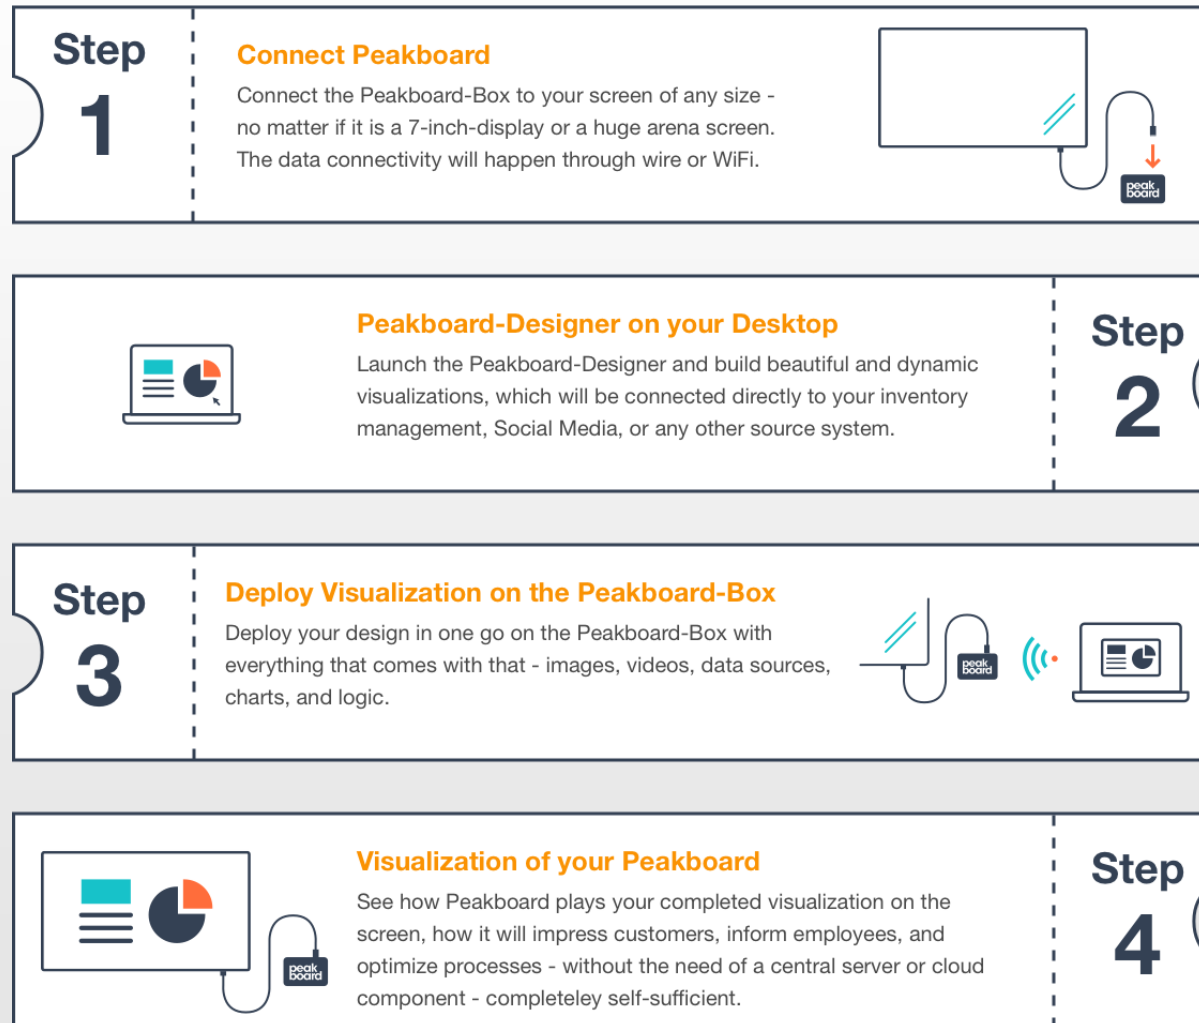 Step
1
Connect Peakboard
Connect the Peakboard-Box to your screen of any size -
no matter if it is a 7-inch-display or a huge arena screen.
The data connectivity will happen through wire or WiFi.
peak
board
Peakboard-Designer on your Desktop
Launch the Peakboard-Designer and build beautiful and dynamic
visualizations, which will be connected directly to your inventory
management, Social Media, or any other source system.
Step
2
Step
3
Deploy Visualization on the Peakboard-Box
Deploy your design in one go on the Peakboard-Box with
everything that comes with that - images, videos, data sources,
charts, and logic.
peak
board
peak
board
Visualization of your Peakboard
See how Peakboard plays your completed visualization on the
screen, how it will impress customers, inform employees, and
optimize processes - without the need of a central server or cloud
component - completeley self-sufficient.
Step
4